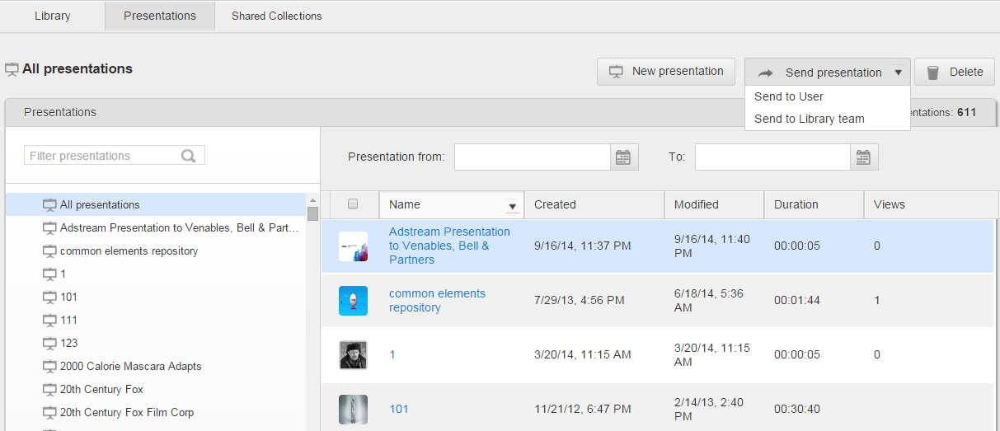 Library Presentations Shared Collections
All presentations New presentation Send presentation Delete
Send to User
Presentations entations: 611
Send to Library team
Filter presentations Presentation from: To:
All presentations
Adstream Presentation to Venables, Bell & Part...
common elements repository
1
101
111
123
2000 Calorie Mascara Adapts
20th Century Fox
20th Century Fox Film Corp
Name Created Modified Duration Views
Adstream Presentation
to Venables, Bell &
Partners
9/16/14, 11:37 PM
9/16/14, 11:40
PM
00:00:05 0
common elements
repository
7/29/13, 4:56 PM
6/18/14, 5:36
AM
00:01:44 1
1 3/20/14, 11:15 AM
3/20/14, 11:15
AM
00:00:05 0
101 11/21/12, 6:47 PM
2/14/13, 2:40
PM
00:30:40